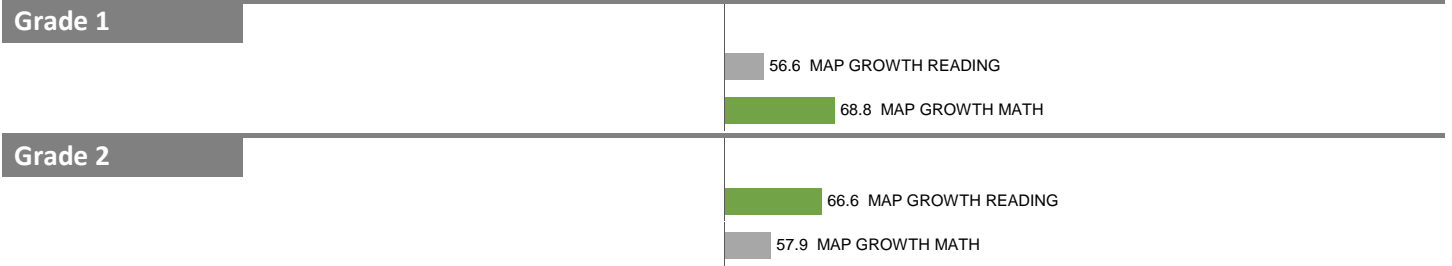 Grade 1
56.6 MAP GROWTH READING
68.8 MAP GROWTH MATH
Grade 2
66.6 MAP GROWTH READING
57.9 MAP GROWTH MATH